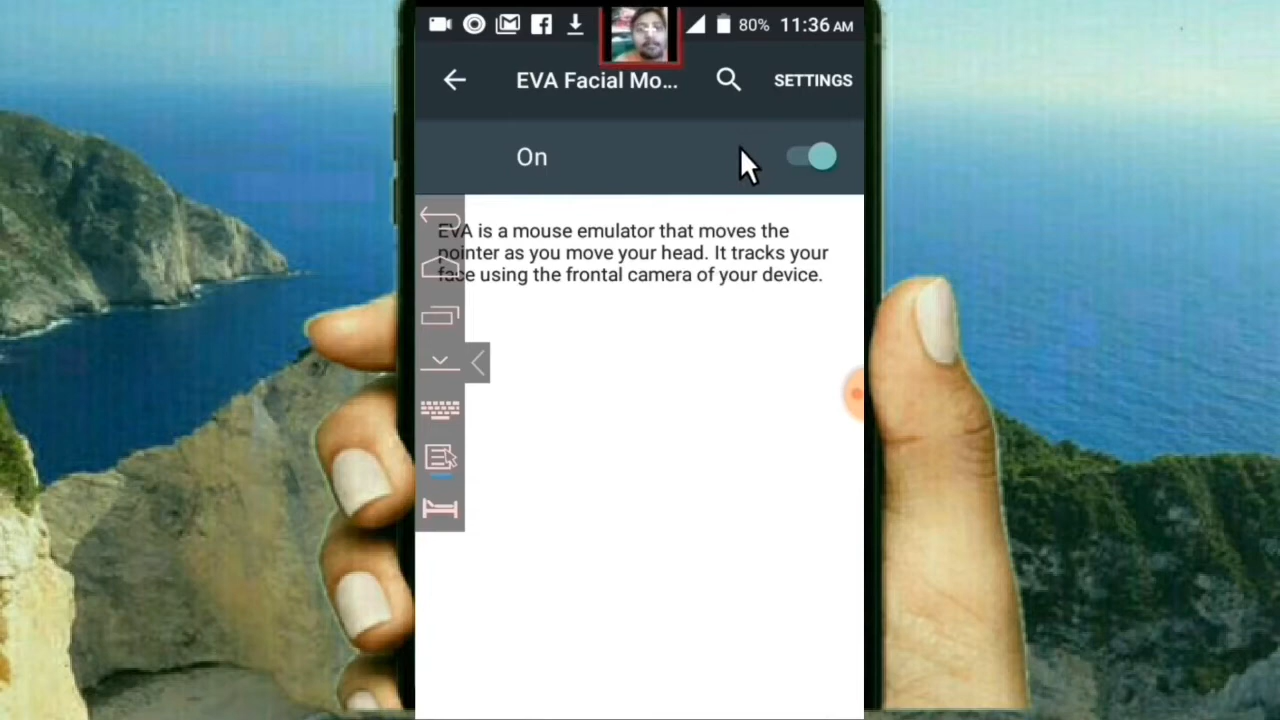 80% 11:36 AM
EVA Facial Mo... SETTINGS
On
EVA is a mouse emulator that moves the
pointer as you move your head. It tracks your
face using the frontal camera of your device.